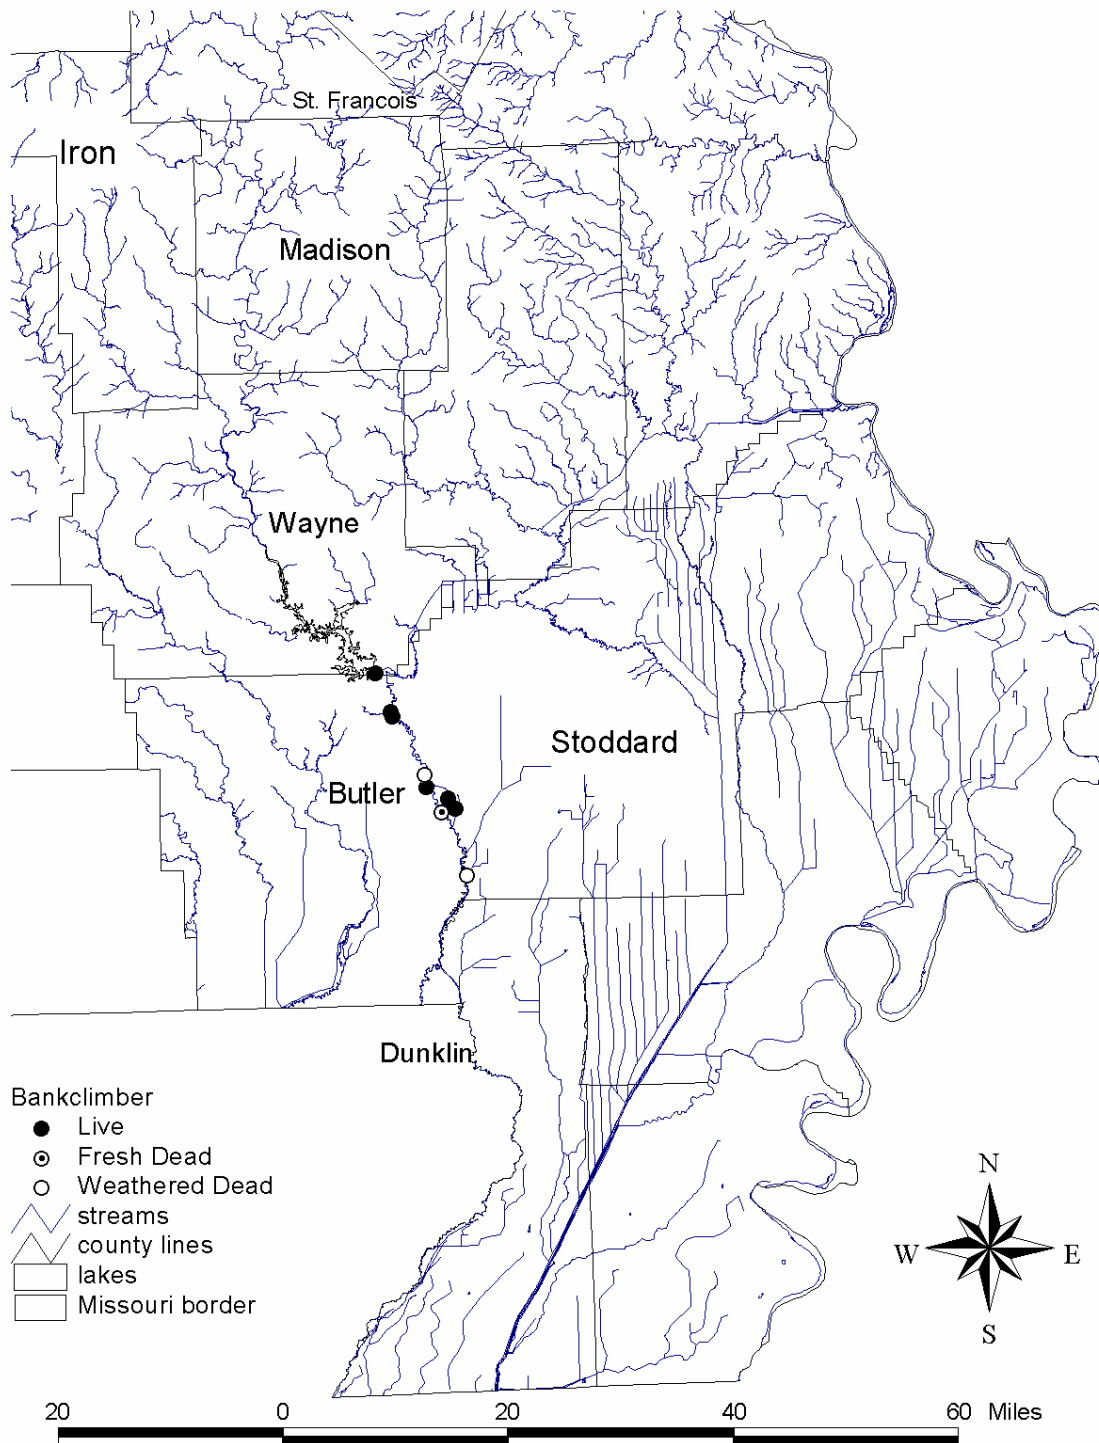 St. Francois
Iron
Madison
Wayne
Stoddard
Butler
Dunklin
Bankclimber
Live
Fresh Dead
Weathered Dead
streams
county lines
lakes
Missouri border
N
W E
S
20 0 20 40 60 Miles